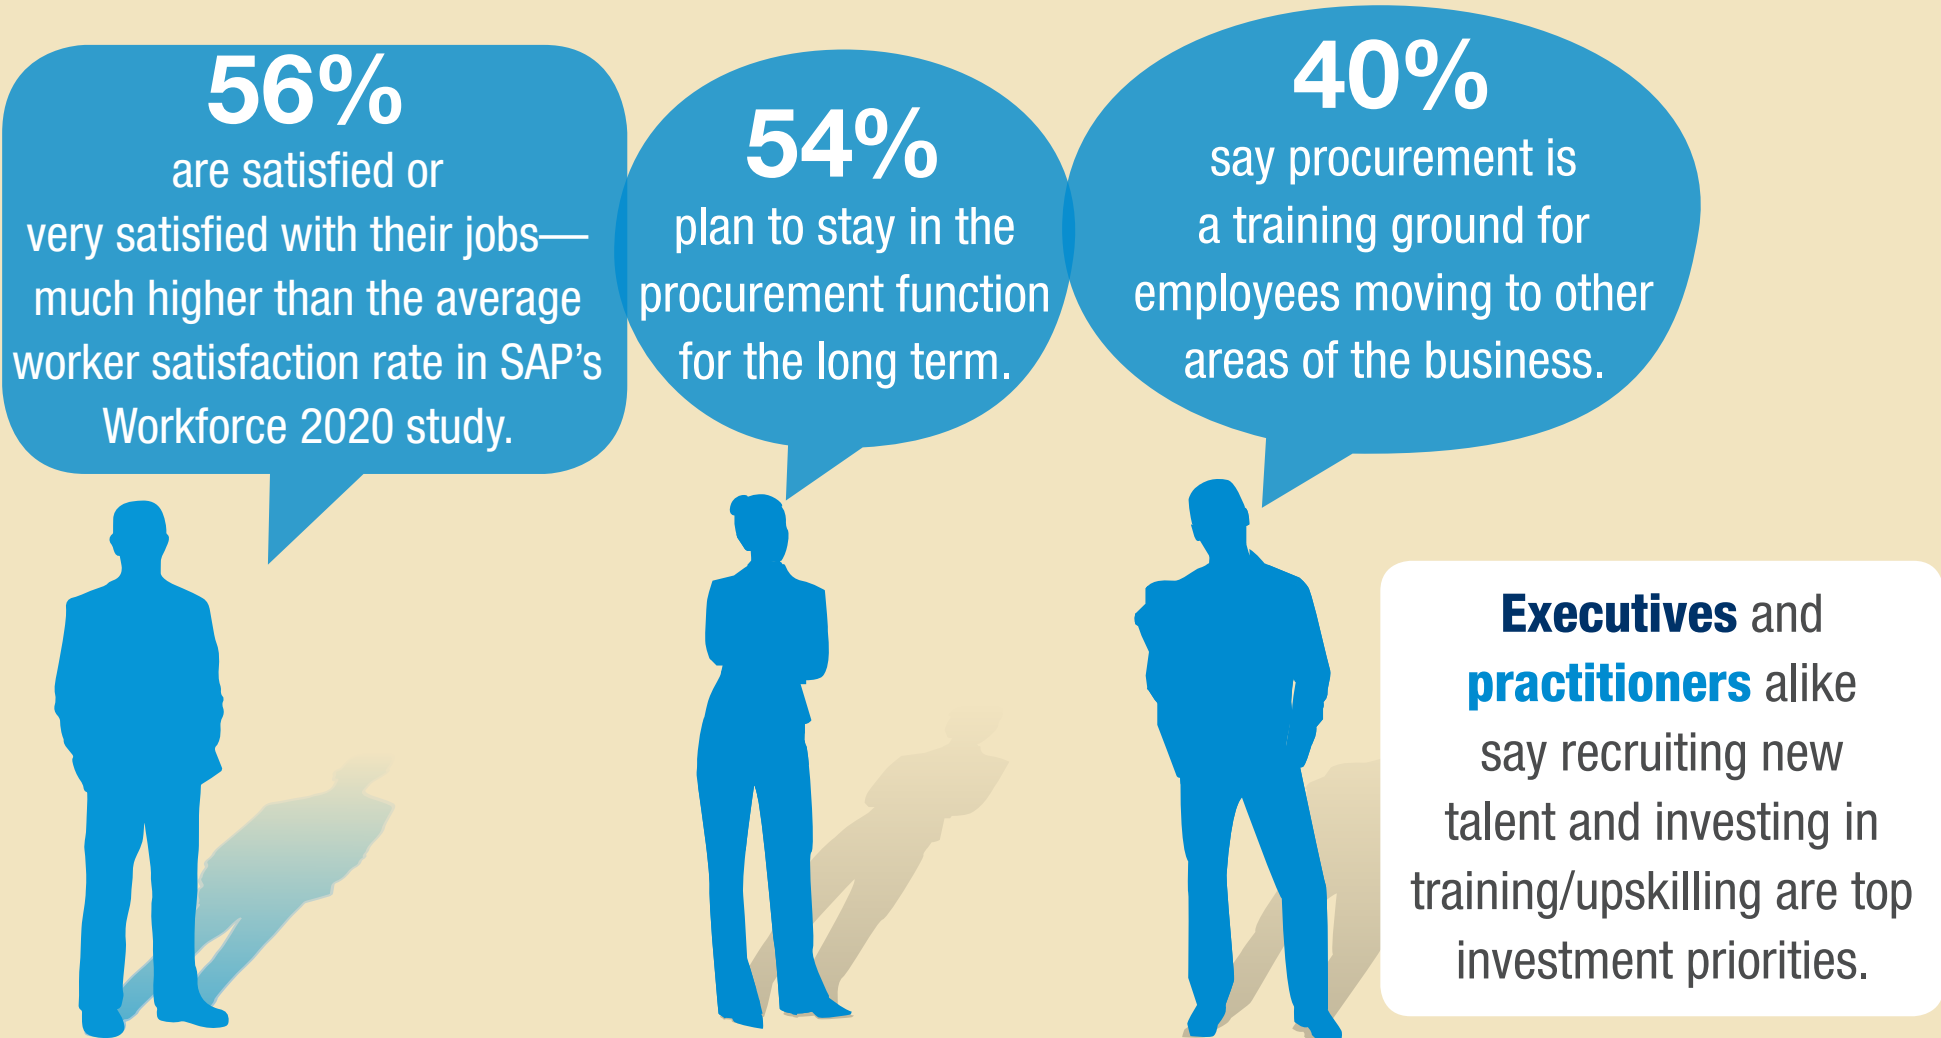 56%
are satisfied or
very satisfied with their jobs—
much higher than the average
worker satisfaction rate in SAP’s
Workforce 2020 study.
54%
plan to stay in the
procurement function
for the long term.
40%
say procurement is
a training ground for
employees moving to other
areas of the business.
Executives and
practitioners alike
say recruiting new
talent and investing in
training/upskilling are top
investment priorities.